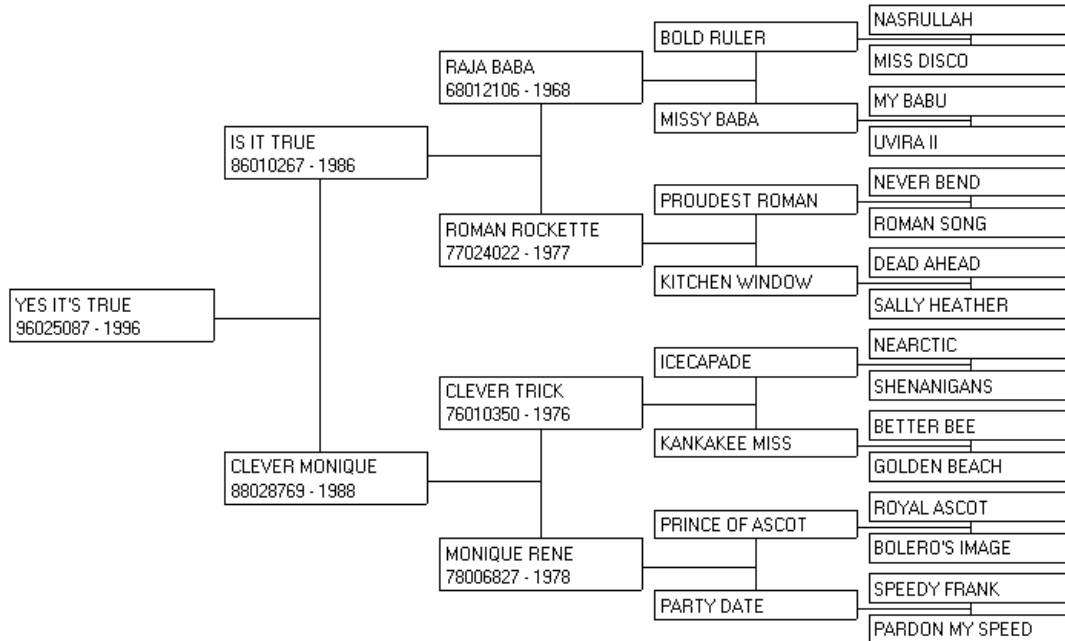 NASRULLAH
BOLD RULER
MISS DISCO
RAJA BABA
68012106 - 1968
MY BABU
MISSY BABA
UVIRA II
IS IT TRUE
86010267 - 1986
NEVER BEND
PROUDEST ROMAN
ROMAN SONG
ROMAN ROCKETTE
77024022 - 1977
DEAD AHEAD
KITCHEN WINDOW
SALLY HEATHER
YES IT'S TRUE
96025087 - 1996
NEARCTIC
ICECAPADE
SHENANIGANS
CLEVER TRICK
76010350 - 1976
BETTER BEE
KANKAKEE MISS
GOLDEN BEACH
CLEVER MONIQUE
88028769 - 1988
ROYAL ASCOT
PRINCE OF ASCOT
BOLERO'S IMAGE
MONIQUE RENE
78006827 - 1978
SPEEDY FRANK
PARTY DATE
PARDON MY SPEED